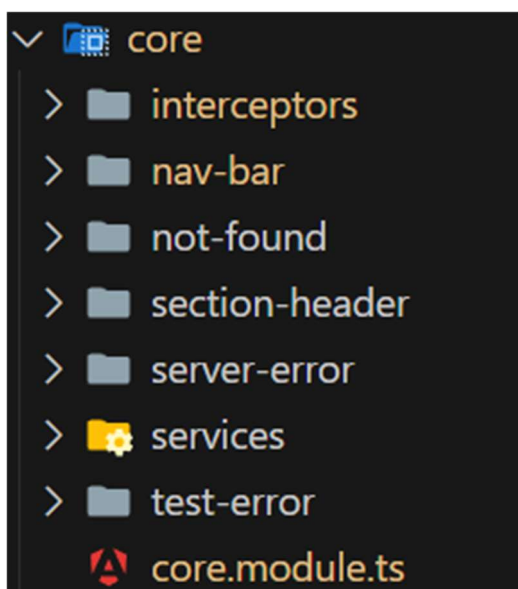 core
interceptors
nav-bar
not-found
section-header
server-error
services
test-error
core.module.ts